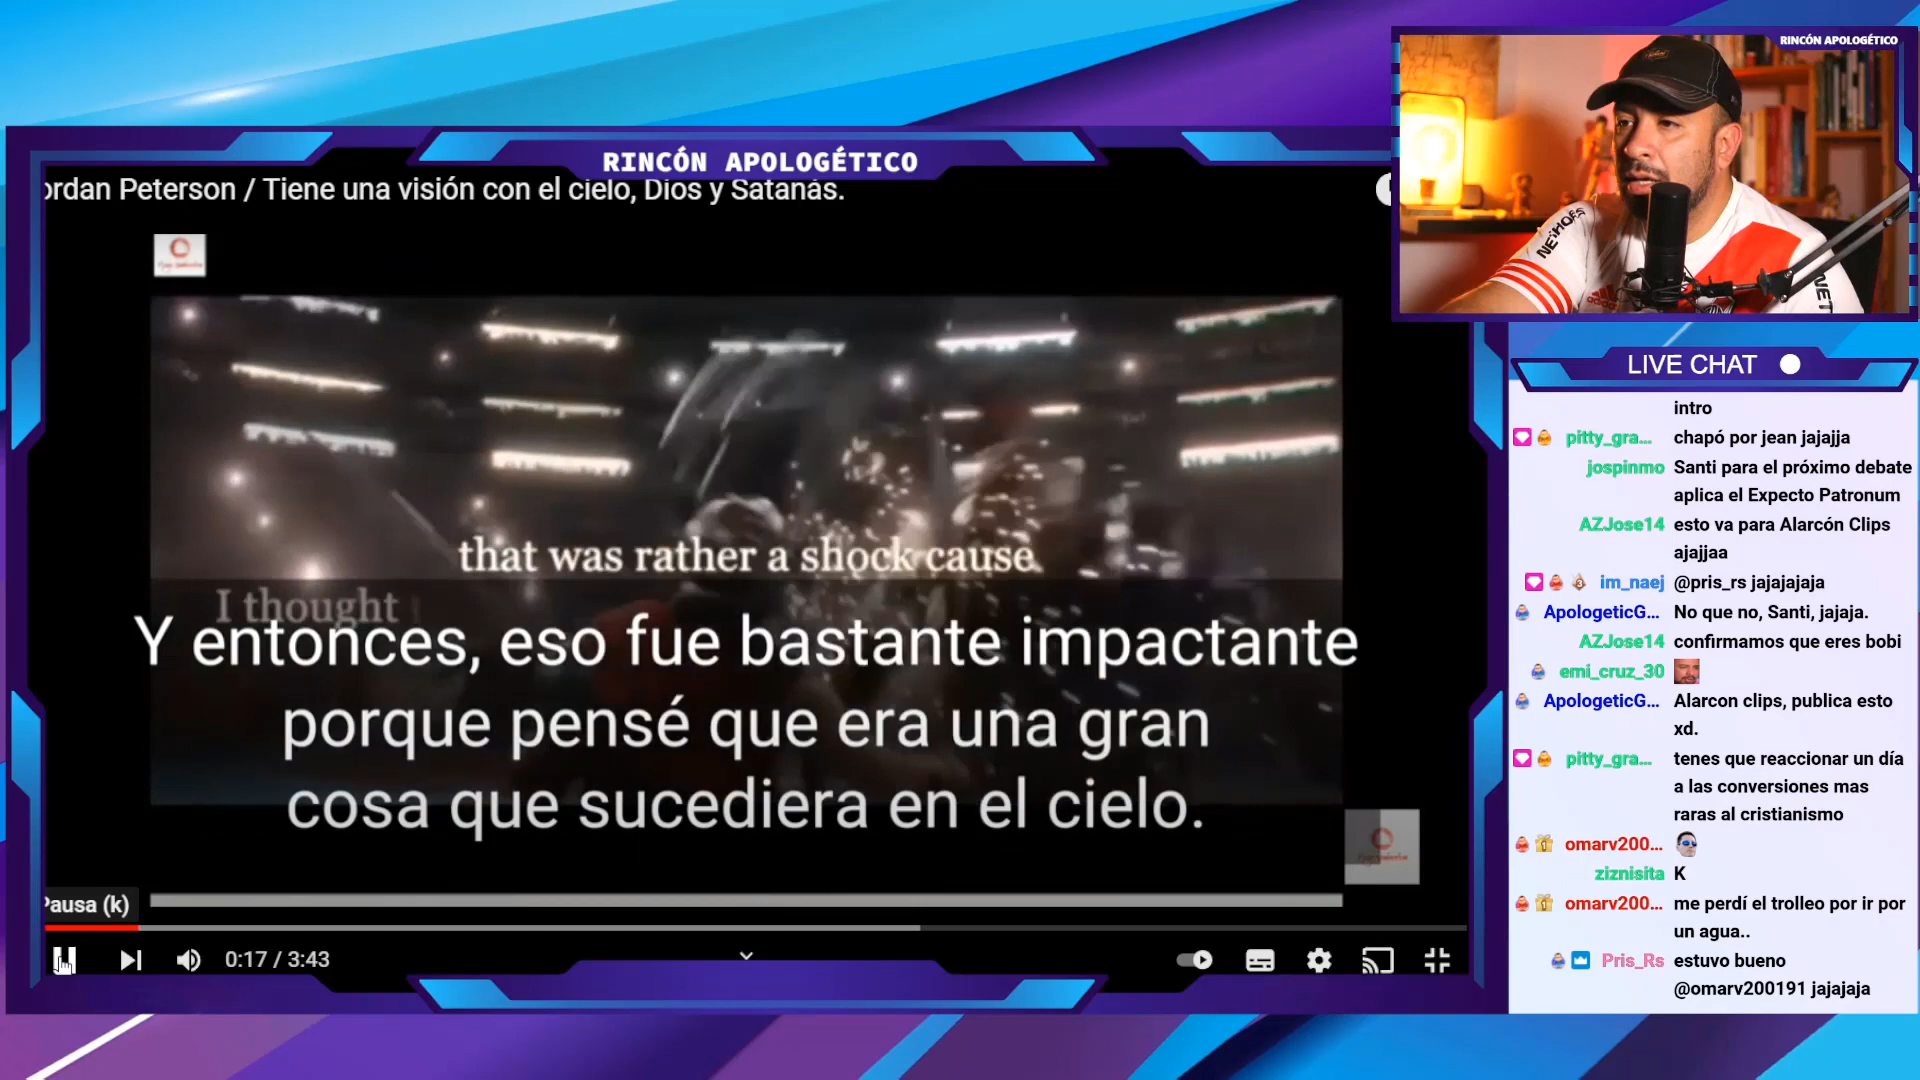 RINCÓN APOLOGÉTICO
RINCÓN APOLOGÉTICO
ordan Peterson / Tiene una visión con el cielo, Dios y Satanás.
NETHOES
NET
that was rather a shock cause
I thought
Y entonces, eso fue bastante impactante
porque pensé que era una gran
cosa que sucediera en el cielo.
Pausa (k)
0:17 / 3:43
LIVE CHAT
intro
pitty_gra... chapó por jean jajajja
jospinmo Santi para el próximo debate
aplica el Expecto Patronum
AZJose14 esto va para Alarcón Clips
ajajjaa
3 im_naej @pris_rs jajajajaja
ApologeticG... No que no, Santi, jajaja.
AZJose14 confirmamos que eres bobi
emi_cruz_30
ApologeticG... Alarcon clips, publica esto
xd.
pitty_gra... tenes que reaccionar un día
a las conversiones mas
raras al cristianismo
omarv200...
ziznisita K
omarv200... me perdí el trolleo por ir por
un agua..
Pris_Rs estuvo bueno
@omarv200191 jajajaja